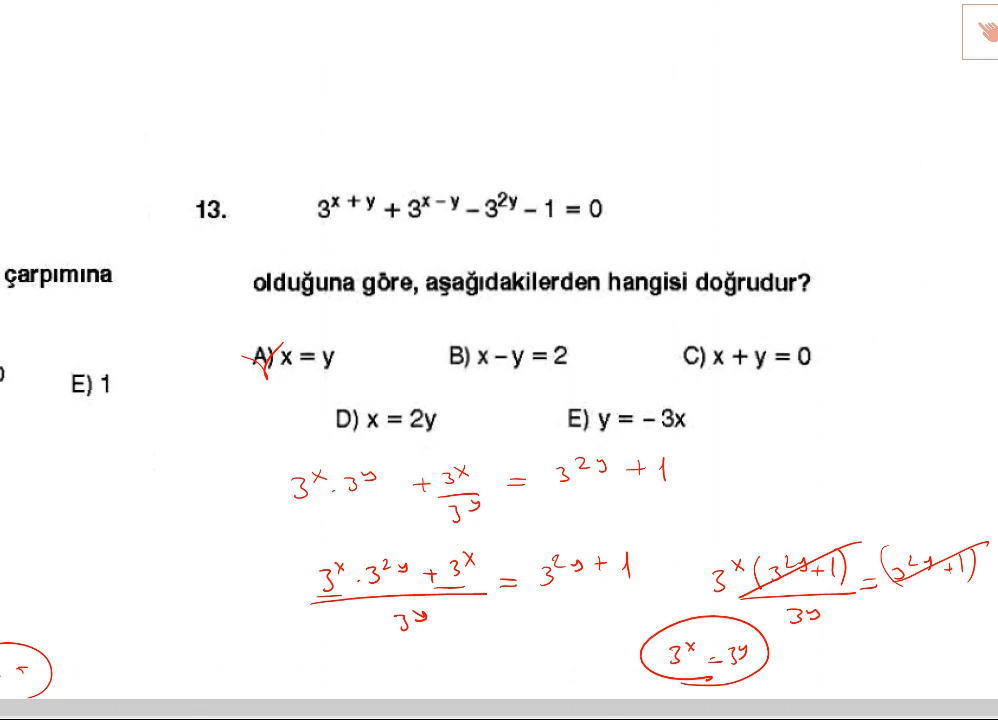 çarpımına
E) 1
13. 3^{x + y} + 3^{x – y} – 3^{2y} – 1 = 0
olduğuna göre, aşağıdakilerden hangisi doğrudur?
A) x = y B) x – y = 2 C) x + y = 0
D) x = 2y E) y = – 3x
3^x . 3^y + 3^x/3^y = 3^{2y} + 1
(3^x . 3^{2y} + 3^x)/3^y = 3^{2y} + 1
3^x (3^{2y} + 1)/3^y = (3^{2y} + 1)
3^x = 3^y